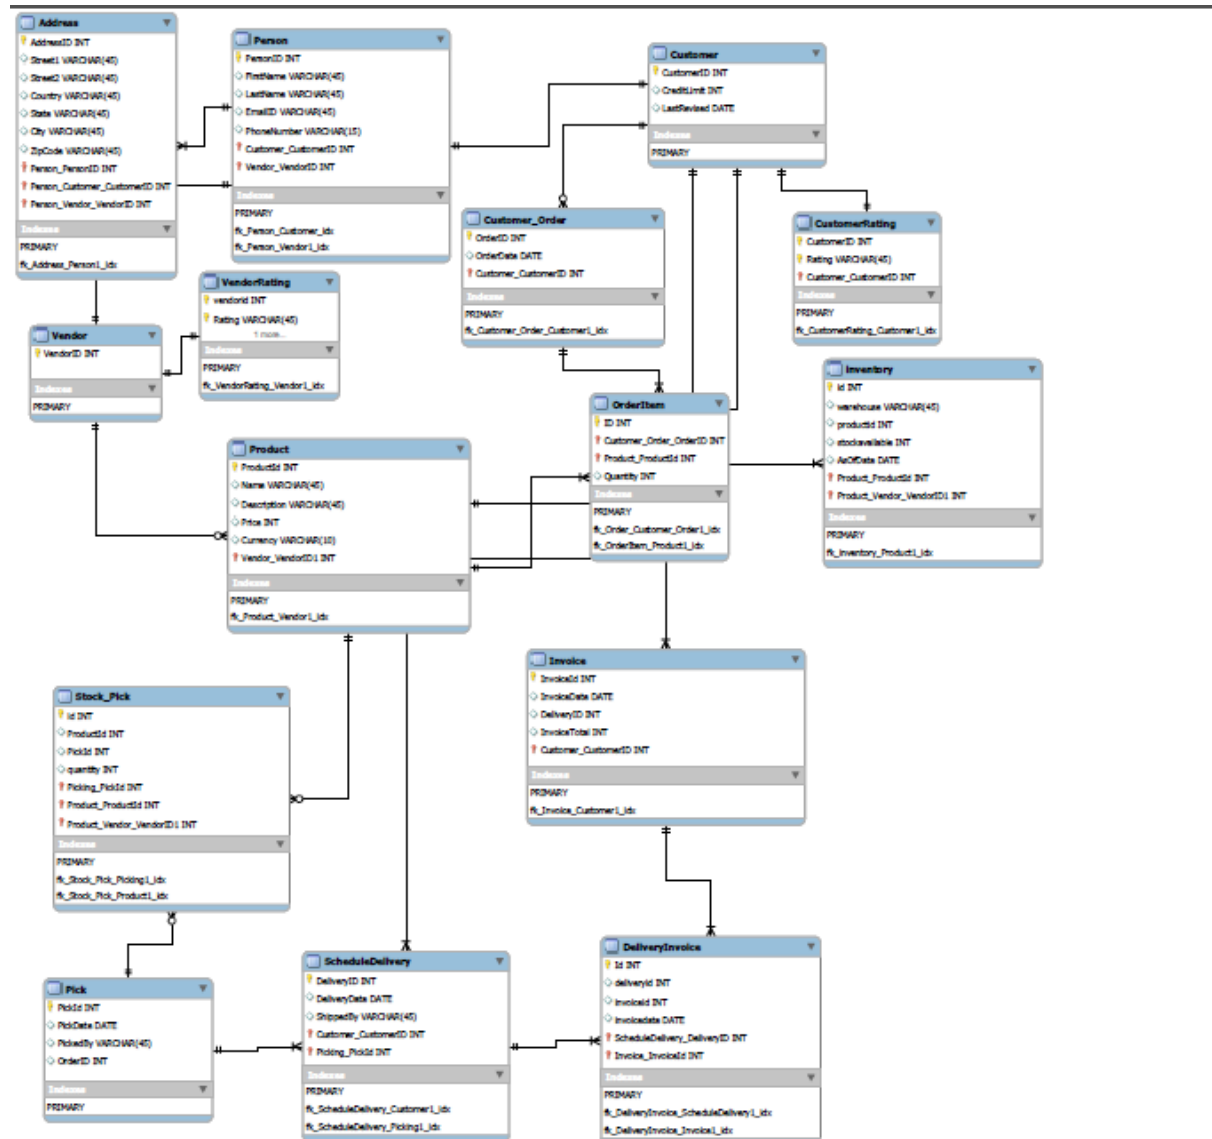 Address
AddressID INT
Street1 VARCHAR(45)
Street2 VARCHAR(45)
Country VARCHAR(45)
State VARCHAR(45)
City VARCHAR(45)
ZipCode VARCHAR(45)
Person_PersonID INT
Person_Customer_CustomerID INT
Person_Vendor_VendorID INT
Indexes
PRIMARY
fk_Address_Person1_idx
Person
PersonID INT
FirstName VARCHAR(45)
LastName VARCHAR(45)
EmailID VARCHAR(45)
PhoneNumber VARCHAR(15)
Customer_CustomerID INT
Vendor_VendorID INT
Indexes
PRIMARY
fk_Person_Customer_idx
fk_Person_Vendor1_idx
Customer
CustomerID INT
CreditLimit INT
LastRevised DATE
Indexes
PRIMARY
Customer_Order
OrderID INT
OrderDate DATE
Customer_CustomerID INT
Indexes
PRIMARY
fk_Customer_Order_Customer1_idx
CustomerRating
CustomerID INT
Rating VARCHAR(45)
Customer_CustomerID INT
Indexes
PRIMARY
fk_CustomerRating_Customer1_idx
VendorRating
vendorid INT
Rating VARCHAR(45)
1 more...
Indexes
PRIMARY
fk_VendorRating_Vendor1_idx
Vendor
VendorID INT
Indexes
PRIMARY
Inventory
id INT
warehouse VARCHAR(45)
productid INT
stockavailable INT
AsOfDate DATE
Product_ProductId INT
Product_Vendor_VendorID1 INT
Indexes
PRIMARY
fk_Inventory_Product1_idx
OrderItem
ID INT
Customer_Order_OrderID INT
Product_ProductId INT
Quantity INT
Indexes
PRIMARY
fk_Order_Customer_Order1_idx
fk_OrderItem_Product1_idx
Product
ProductId INT
Name VARCHAR(45)
Description VARCHAR(45)
Price INT
Currency VARCHAR(10)
Vendor_VendorID1 INT
Indexes
PRIMARY
fk_Product_Vendor1_idx
Invoice
InvoiceId INT
InvoiceDate DATE
DeliveryID INT
InvoiceTotal INT
Customer_CustomerID INT
Indexes
PRIMARY
fk_Invoice_Customer1_idx
Stock_Pick
id INT
ProductId INT
PickId INT
quantity INT
Picking_PickId INT
Product_ProductId INT
Product_Vendor_VendorID1 INT
Indexes
PRIMARY
fk_Stock_Pick_Picking1_idx
fk_Stock_Pick_Product1_idx
Pick
PickId INT
PickDate DATE
PickedBy VARCHAR(45)
OrderID INT
Indexes
PRIMARY
ScheduleDelivery
DeliveryID INT
DeliveryDate DATE
ShippedBy VARCHAR(45)
Customer_CustomerID INT
Picking_PickId INT
Indexes
PRIMARY
fk_ScheduleDelivery_Customer1_idx
fk_ScheduleDelivery_Picking1_idx
DeliveryInvoice
Id INT
deliveryid INT
invoiceid INT
invoicedate DATE
ScheduleDelivery_DeliveryID INT
Invoice_InvoiceId INT
Indexes
PRIMARY
fk_DeliveryInvoice_ScheduleDelivery1_idx
fk_DeliveryInvoice_Invoice1_idx